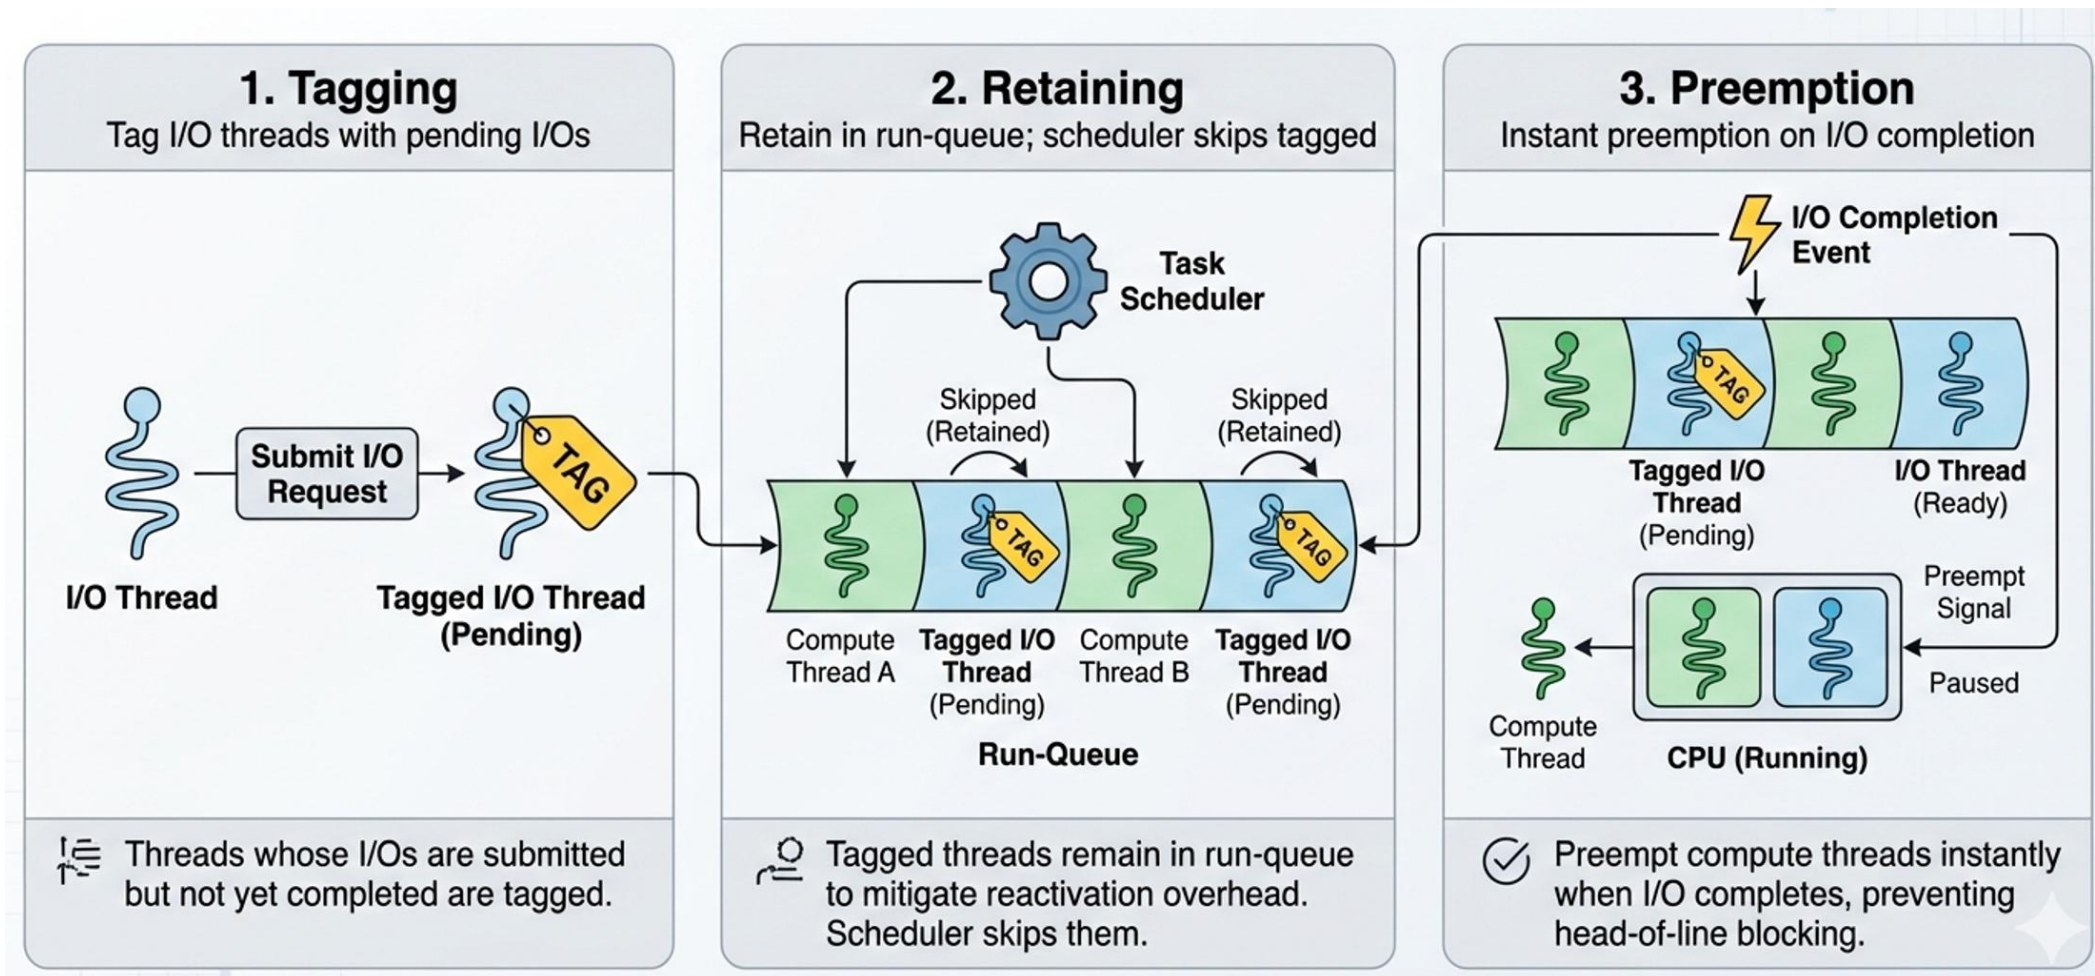 1. Tagging
Tag I/O threads with pending I/Os
Submit I/O
Request
TAG
I/O Thread
Tagged I/O Thread
(Pending)
Threads whose I/Os are submitted
but not yet completed are tagged.
2. Retaining
Retain in run-queue; scheduler skips tagged
Task
Scheduler
Skipped
(Retained)
Skipped
(Retained)
TAG
TAG
Compute
Thread A
Tagged I/O
Thread
(Pending)
Compute
Thread B
Tagged I/O
Thread
(Pending)
Run-Queue
Tagged threads remain in run-queue
to mitigate reactivation overhead.
Scheduler skips them.
3. Preemption
Instant preemption on I/O completion
I/O Completion
Event
TAG
Tagged I/O
Thread
(Pending)
I/O Thread
(Ready)
Preempt
Signal
Paused
Compute
Thread
CPU (Running)
Preempt compute threads instantly
when I/O completes, preventing
head-of-line blocking.